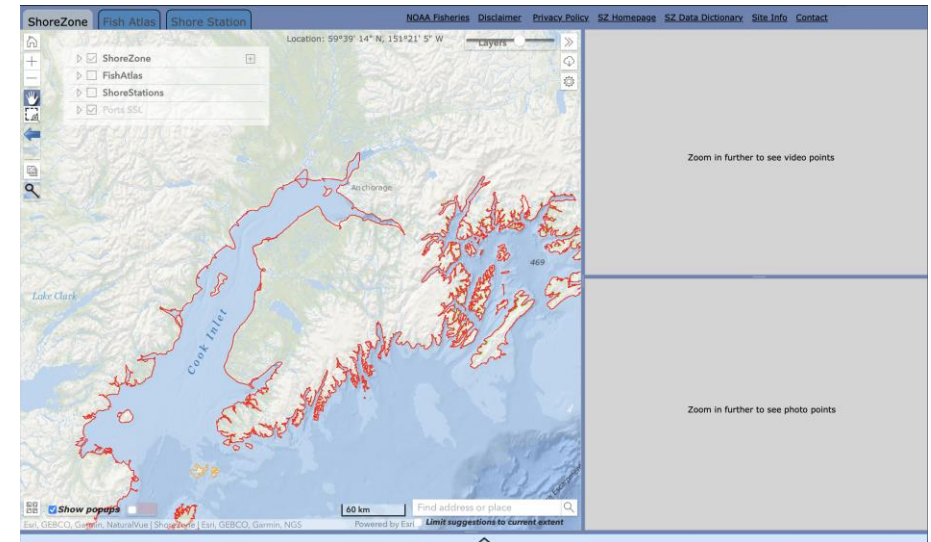 ShoreZone Fish Atlas Shore Station NOAA Fisheries Disclaimer Privacy Policy SZ Homepage SZ Data Dictionary Site Info Contact
Location: 59°39' 14" N, 151°21' 5" W Layers
ShoreZone
FishAtlas
ShoreStations
Ports SSL
Zoom in further to see video points
Anchorage
469
Lake Clark
Cook Inlet
Zoom in further to see photo points
Show popups 60 km Find address or place
Esri, GEBCO, Garmin, NaturalVue | ShoreZone | Esri, GEBCO, Garmin, NGS Powered by Esri Limit suggestions to current extent